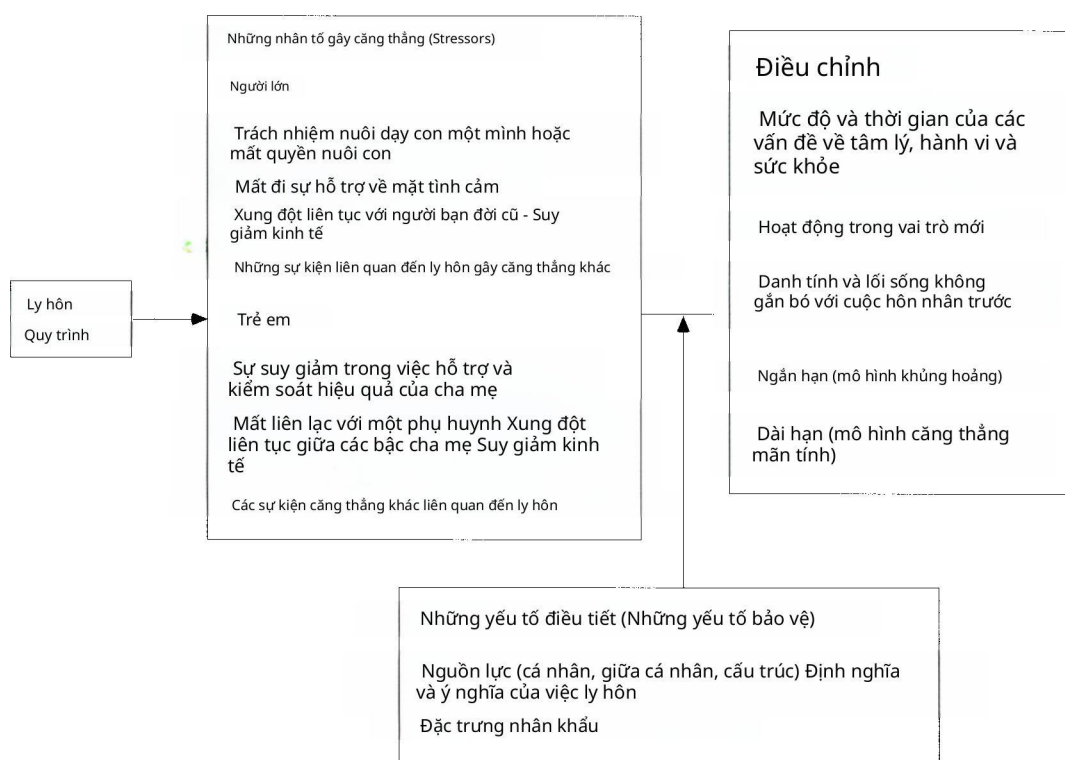 Ly hôn
Quy trình
Những nhân tố gây căng thẳng (Stressors)
Người lớn
Trách nhiệm nuôi dạy con một mình hoặc
mất quyền nuôi con
Mất đi sự hỗ trợ về mặt tình cảm
Xung đột liên tục với người bạn đời cũ - Suy
giảm kinh tế
Những sự kiện liên quan đến ly hôn gây căng thẳng khác
Trẻ em
Sự suy giảm trong việc hỗ trợ và
kiểm soát hiệu quả của cha mẹ
Mất liên lạc với một phụ huynh Xung đột
liên tục giữa các bậc cha mẹ Suy giảm kinh
tế
Các sự kiện căng thẳng khác liên quan đến ly hôn
Điều chỉnh
Mức độ và thời gian của các
vấn đề về tâm lý, hành vi và
sức khỏe
Hoạt động trong vai trò mới
Danh tính và lối sống không
gắn bó với cuộc hôn nhân trước
Ngắn hạn (mô hình khủng hoảng)
Dài hạn (mô hình căng thẳng
mãn tính)
Những yếu tố điều tiết (Những yếu tố bảo vệ)
Nguồn lực (cá nhân, giữa cá nhân, cấu trúc) Định nghĩa
và ý nghĩa của việc ly hôn
Đặc trưng nhân khẩu